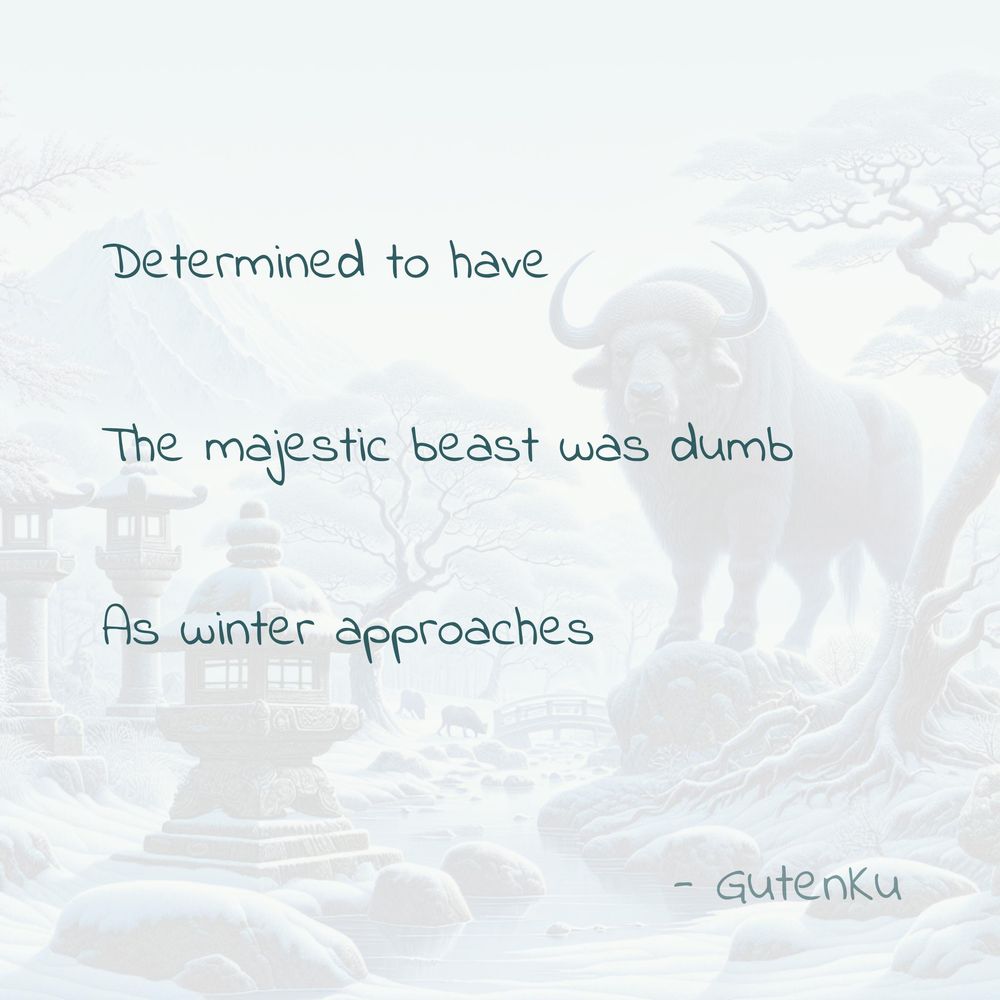 Determined to have
The majestic beast was dumb
As winter approaches
- GutenKu